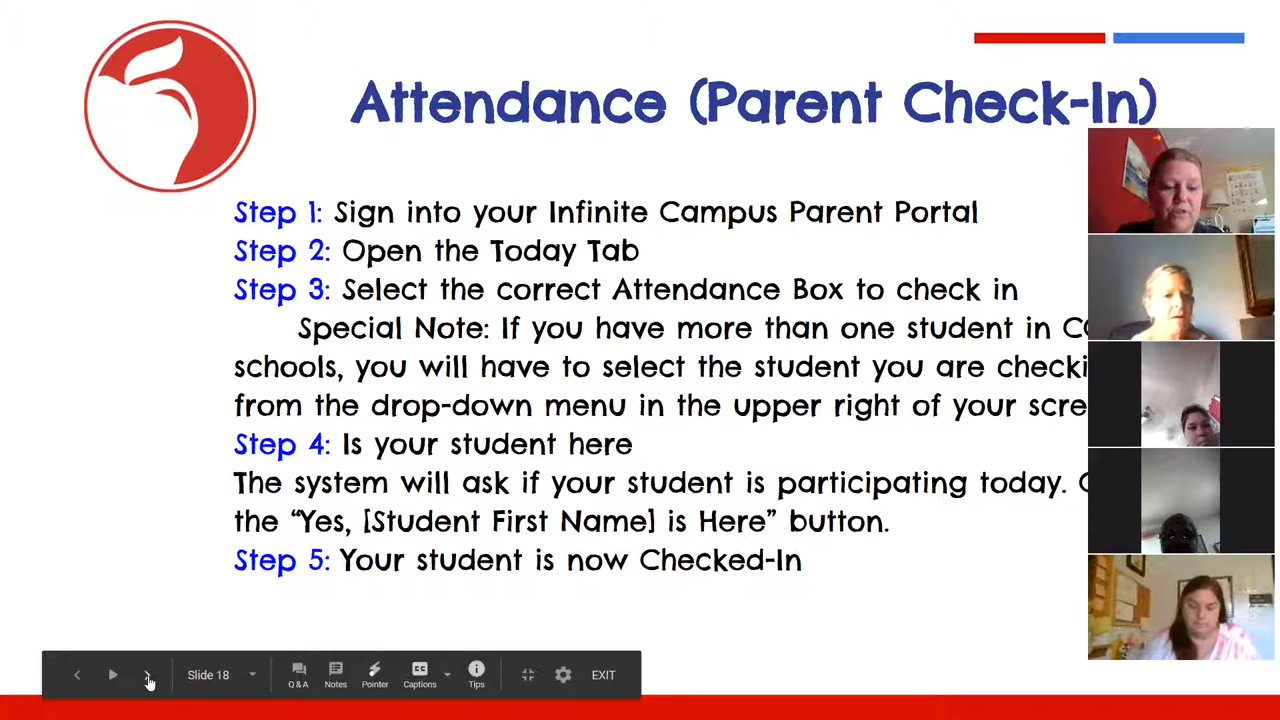 Attendance (Parent Check-In)
Step 1: Sign into your Infinite Campus Parent Portal
Step 2: Open the Today Tab
Step 3: Select the correct Attendance Box to check in
Special Note: If you have more than one student in
schools, you will have to select the student you are
from the drop-down menu in the upper right of your
Step 4: Is your student here
The system will ask if your student is participating today.
the “Yes, [Student First Name] is Here” button.
Step 5: Your student is now Checked-In
Slide 18
Q & A
Notes
Pointer
CC
Captions
Tips
EXIT